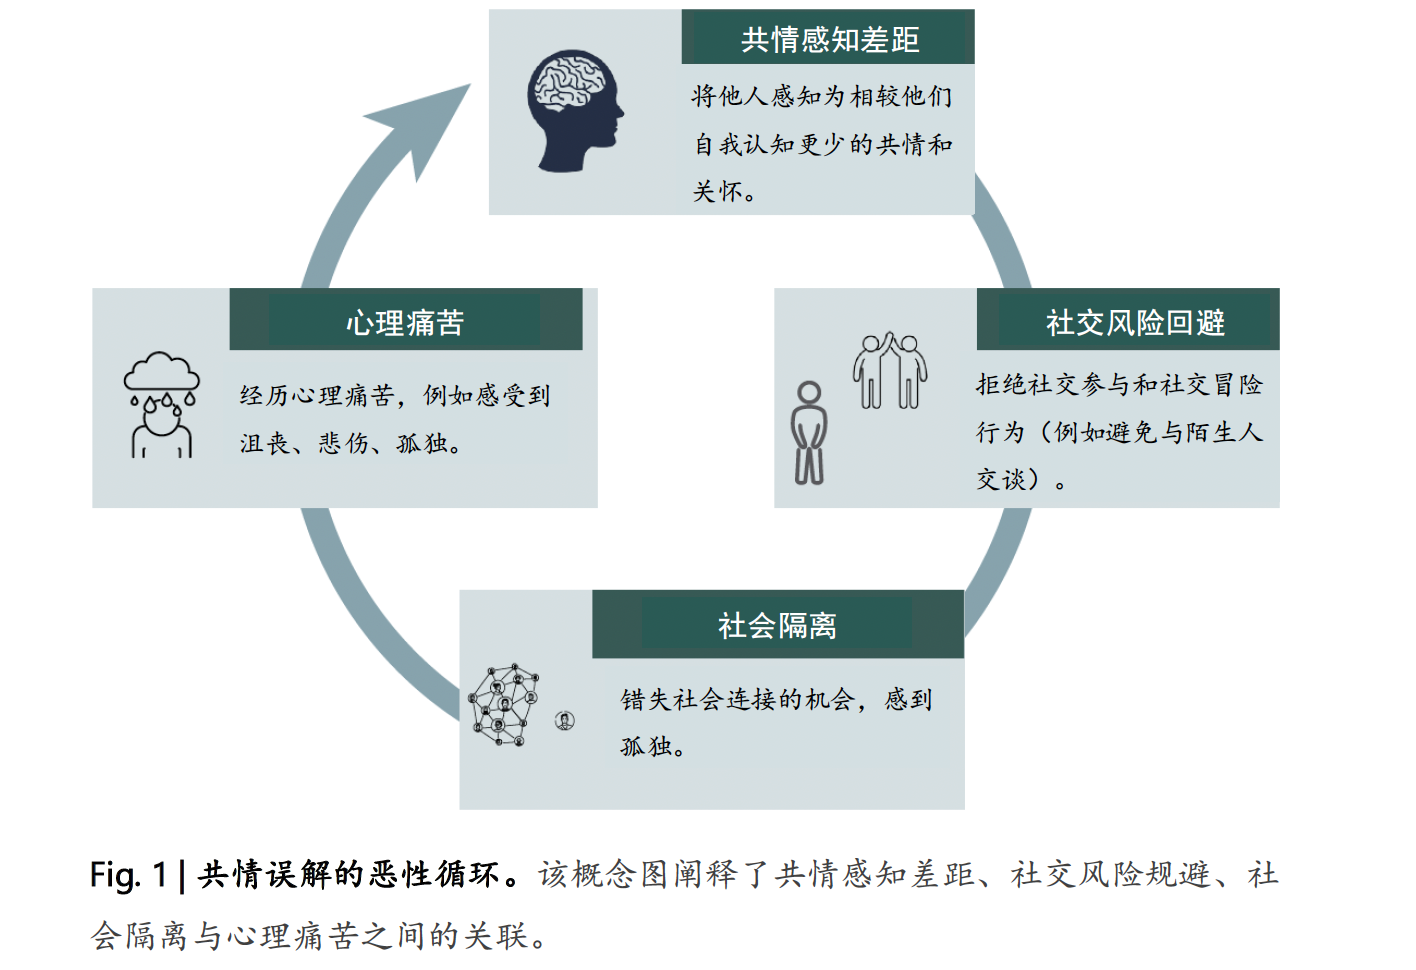 共情感知差距
将他人感知为相较他们
自我认知更少的共情和
关怀。
心理痛苦
经历心理痛苦，例如感受到
沮丧、悲伤、孤独。
社交风险回避
拒绝社交参与和社交冒险
行为（例如避免与陌生人
交谈）。
社会隔离
错失社会连接的机会，感到
孤独。
Fig. 1 | 共情误解的恶性循环。该概念图阐释了共情感知差距、社交风险规避、社
会隔离与心理痛苦之间的关联。